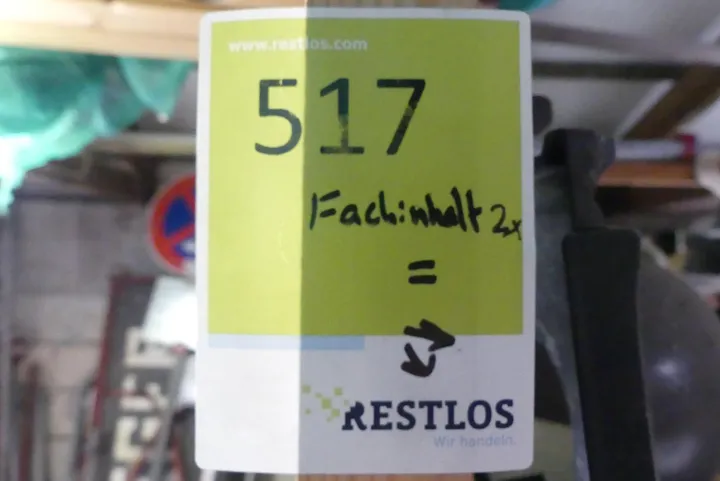 www.restlos.com
517
Fachinhalt 2x
=
RESTLOS
Wir handeln.